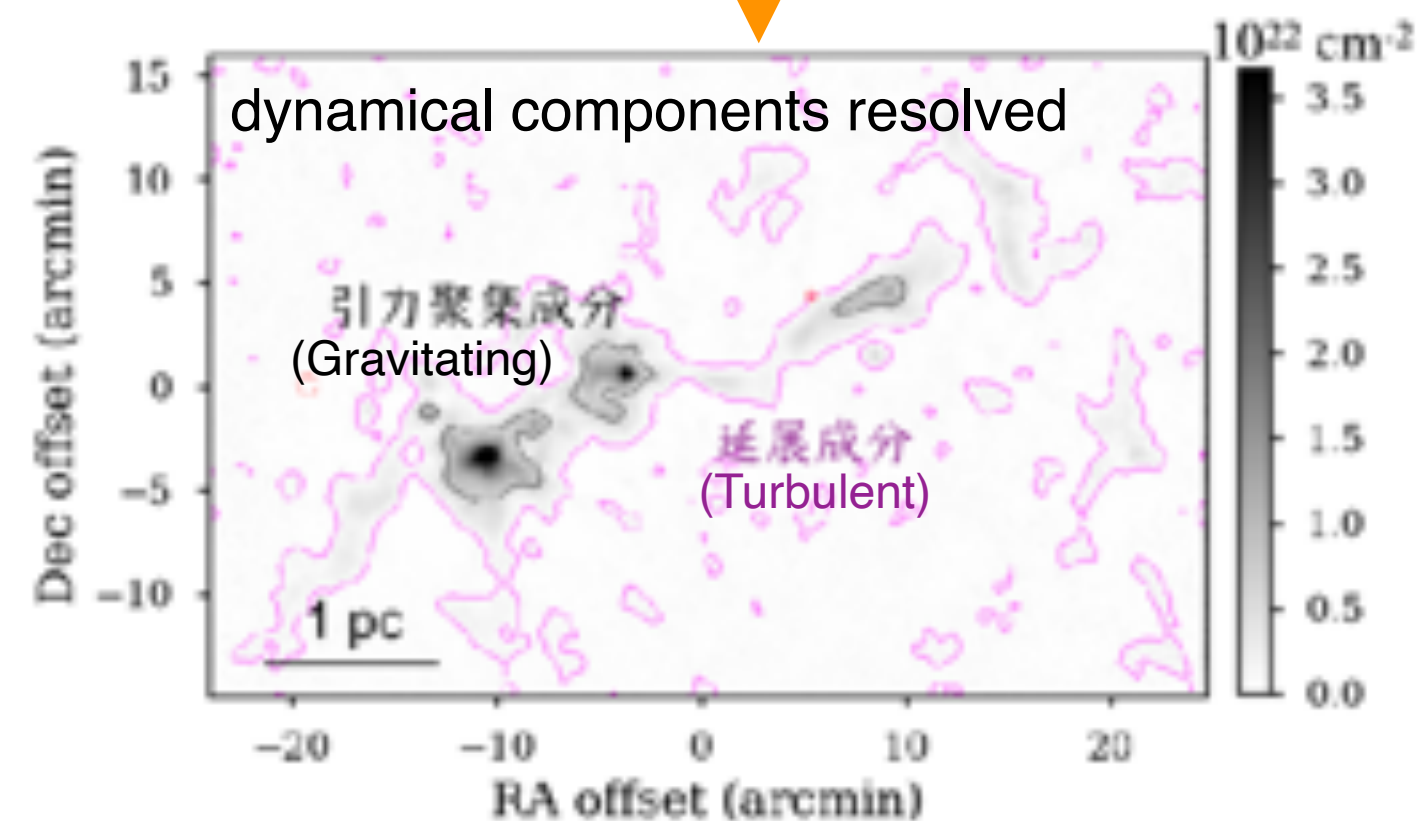 10²² cm⁻²
dynamical components resolved
15
10
5
0
−5
−10
Dec offset (arcmin)
引力聚集成分
(Gravitating)
延展成分
(Turbulent)
1 pc
3.5
3.0
2.5
2.0
1.5
1.0
0.5
0.0
−20
−10
0
10
20
RA offset (arcmin)